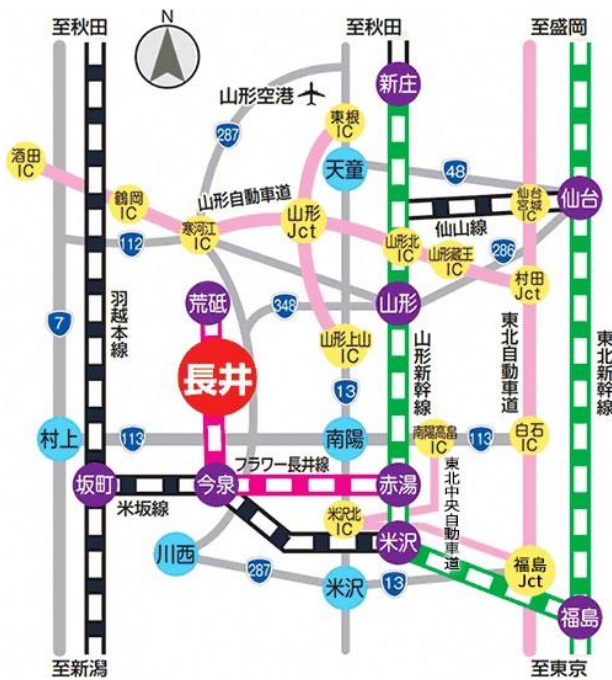 至秋田
至秋田
至盛岡
N
新庄
山形空港
東根
IC
287
酒田
IC
天童
48
仙台
宮城
IC
仙台
鶴岡
IC
山形自動車道
山形
Jct
仙山線
寒河江
IC
112
山形北
IC
山形蔵王
IC
286
村田
Jct
荒砥
348
山形
羽越本線
7
山形上山
IC
山形新幹線
東北自動車道
東北新幹線
長井
13
村上
113
南陽
南陽高畠
IC
113
白石
IC
フラワー長井線
坂町
今泉
赤湯
米坂線
米沢北
IC
東北中央自動車道
米沢
川西
287
米沢
13
福島
Jct
福島
至新潟
至東京